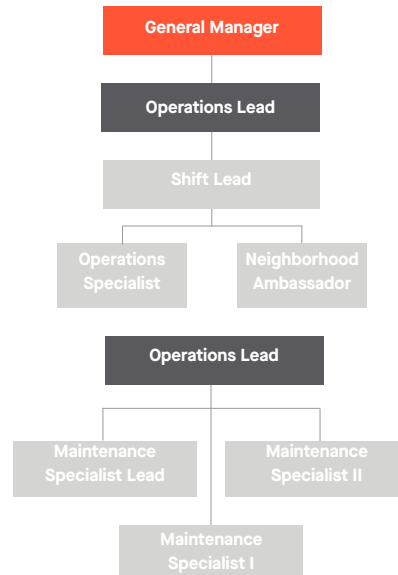 General Manager
Operations Lead
Shift Lead
Operations
Specialist
Neighborhood
Ambassador
Operations Lead
Maintenance
Specialist Lead
Maintenance
Specialist II
Maintenance
Specialist I